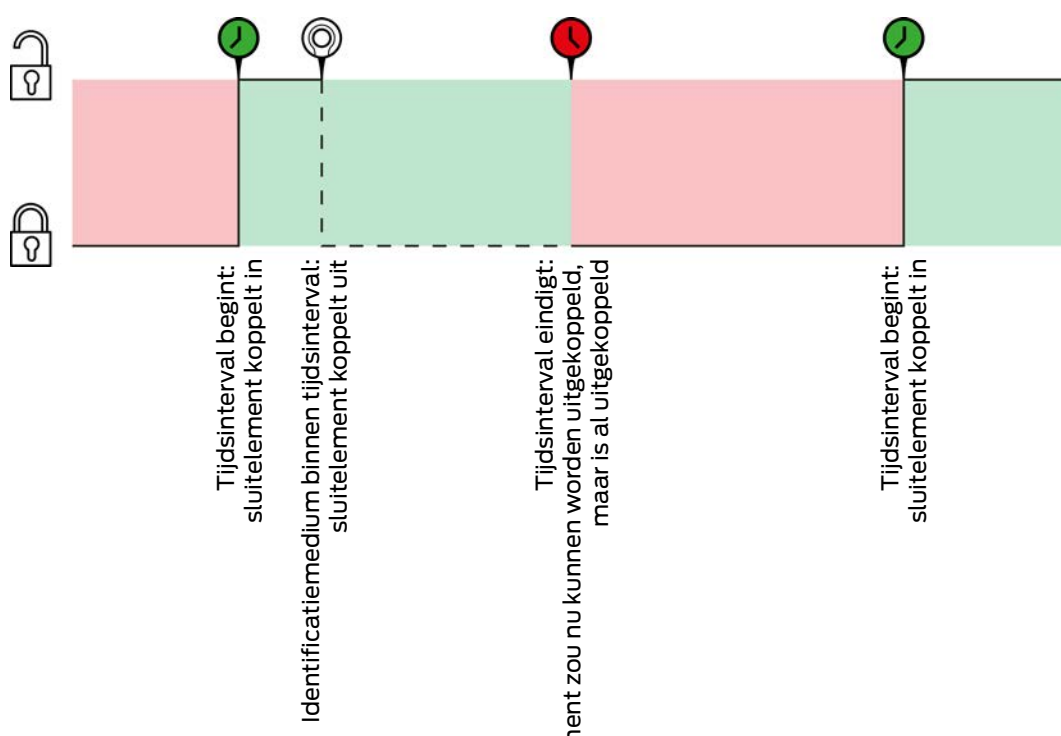 Tijdsinterval begint:
sluitelement koppelt in
Identificatiemedium binnen tijdsinterval:
sluitelement koppelt uit
Tijdsinterval eindigt:
zou nu kunnen worden uitgekoppeld,
maar is al uitgekoppeld
Tijdsinterval begint:
sluitelement koppelt in